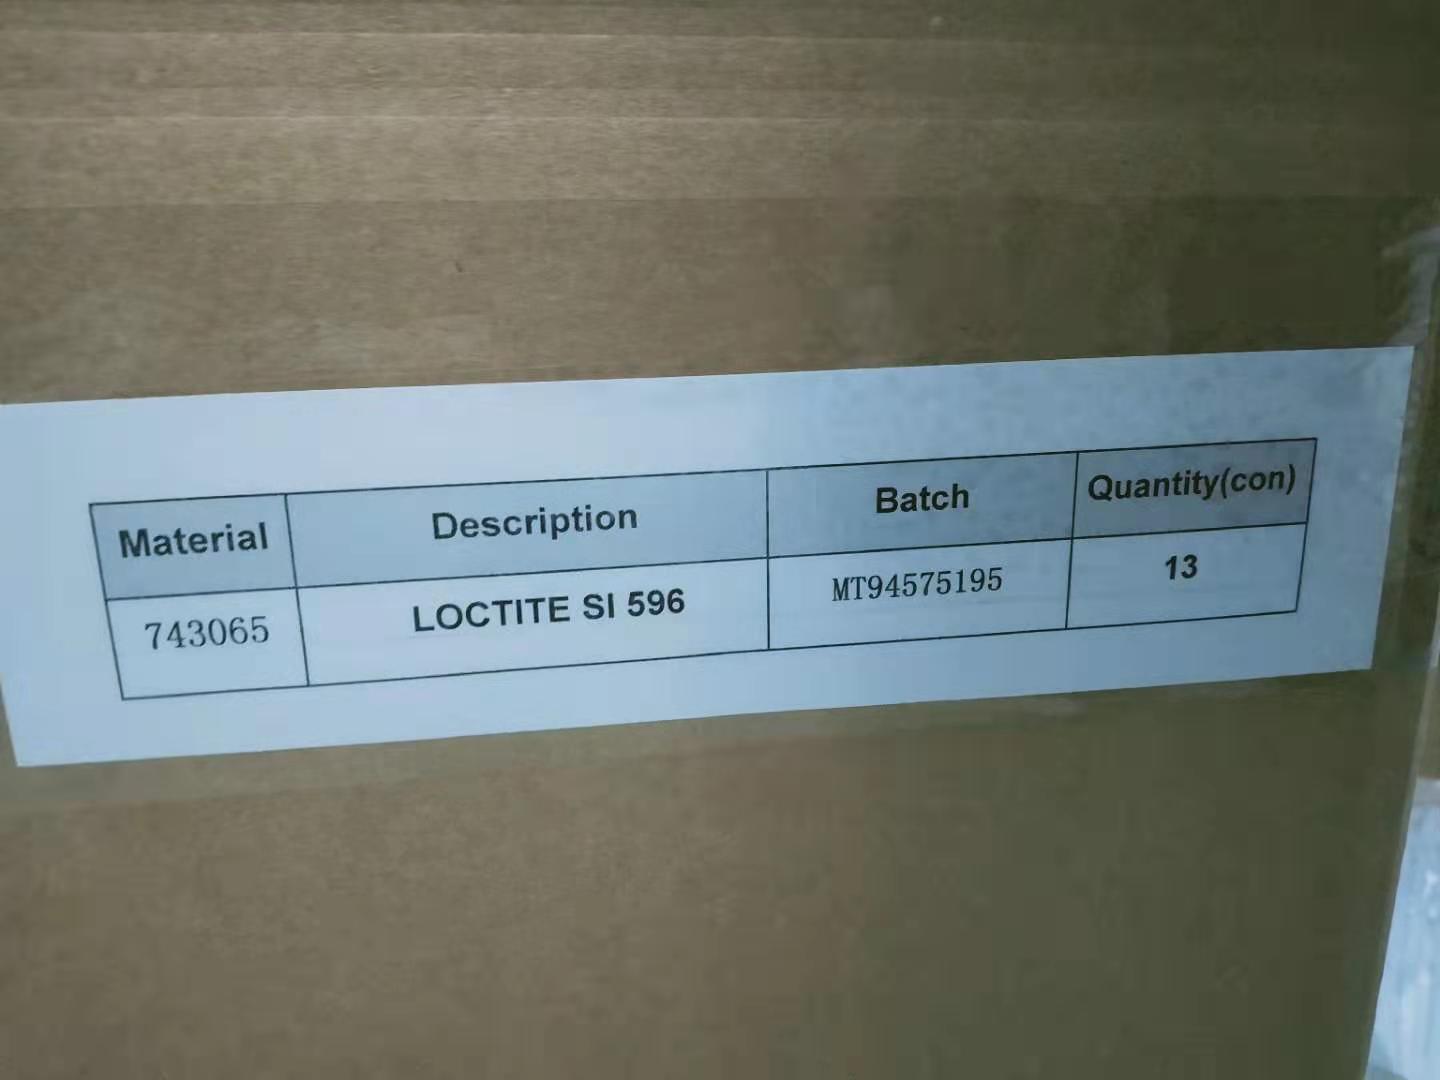 Material Description Batch Quantity(con)
743065 LOCTITE SI 596 MT94575195 13